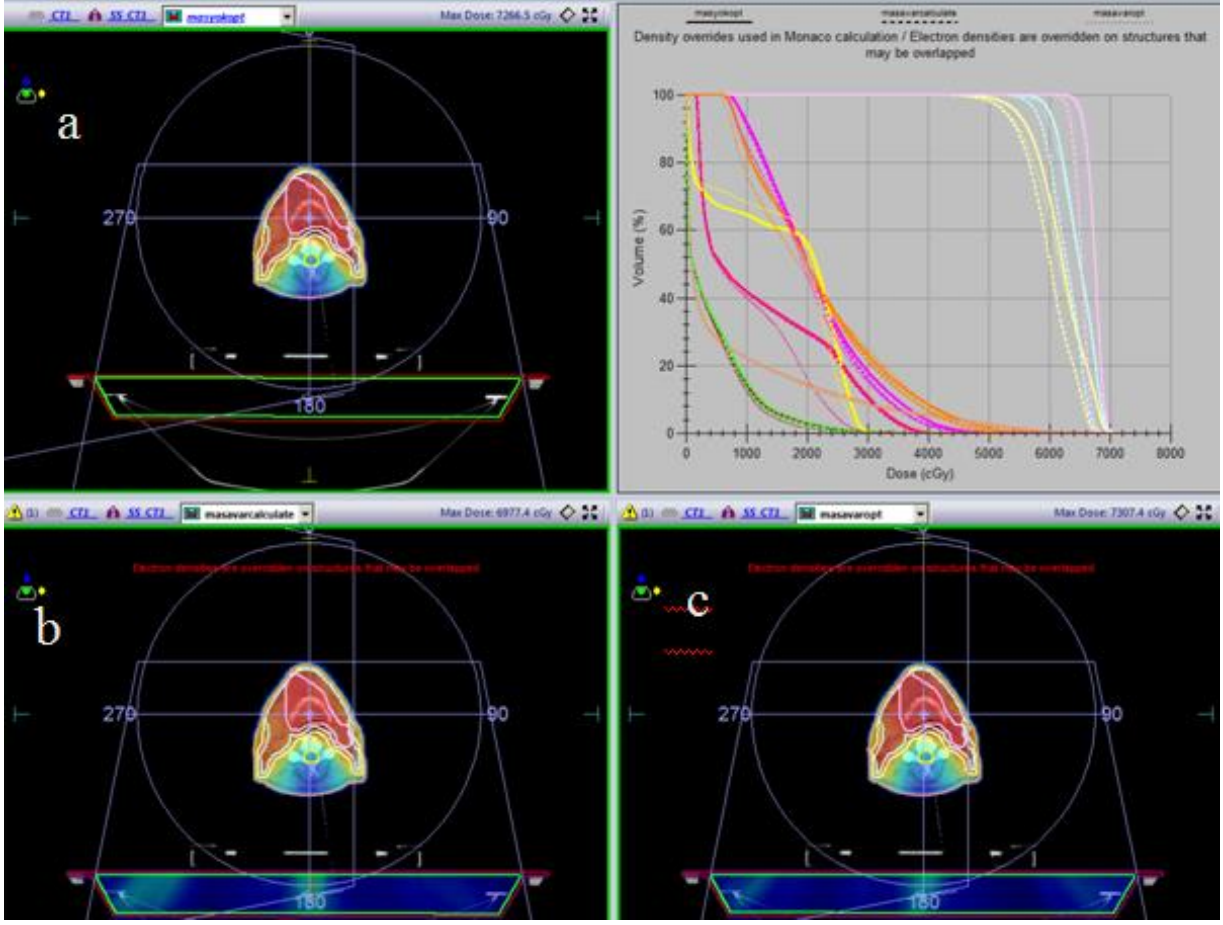 CT1 SS CT1 masyokopt Max Dose: 7266.5 cGy
a
270 90
180
masyokopt masavarcalculate masavaropt
Density overrides used in Monaco calculation / Electron densities are overridden on structures that
may be overlapped
Volume (%)
100
80
60
40
20
0
0 1000 2000 3000 4000 5000 6000 7000 8000
Dose (cGy)
(1) CT1 SS CT1 masavarcalculate Max Dose: 6977.4 cGy
Electron densities are overridden on structures that may be overlapped
b
270 90
180
(1) CT1 SS CT1 masavaropt Max Dose: 7307.4 cGy
Electron densities are overridden on structures that may be overlapped
c
270 90
180